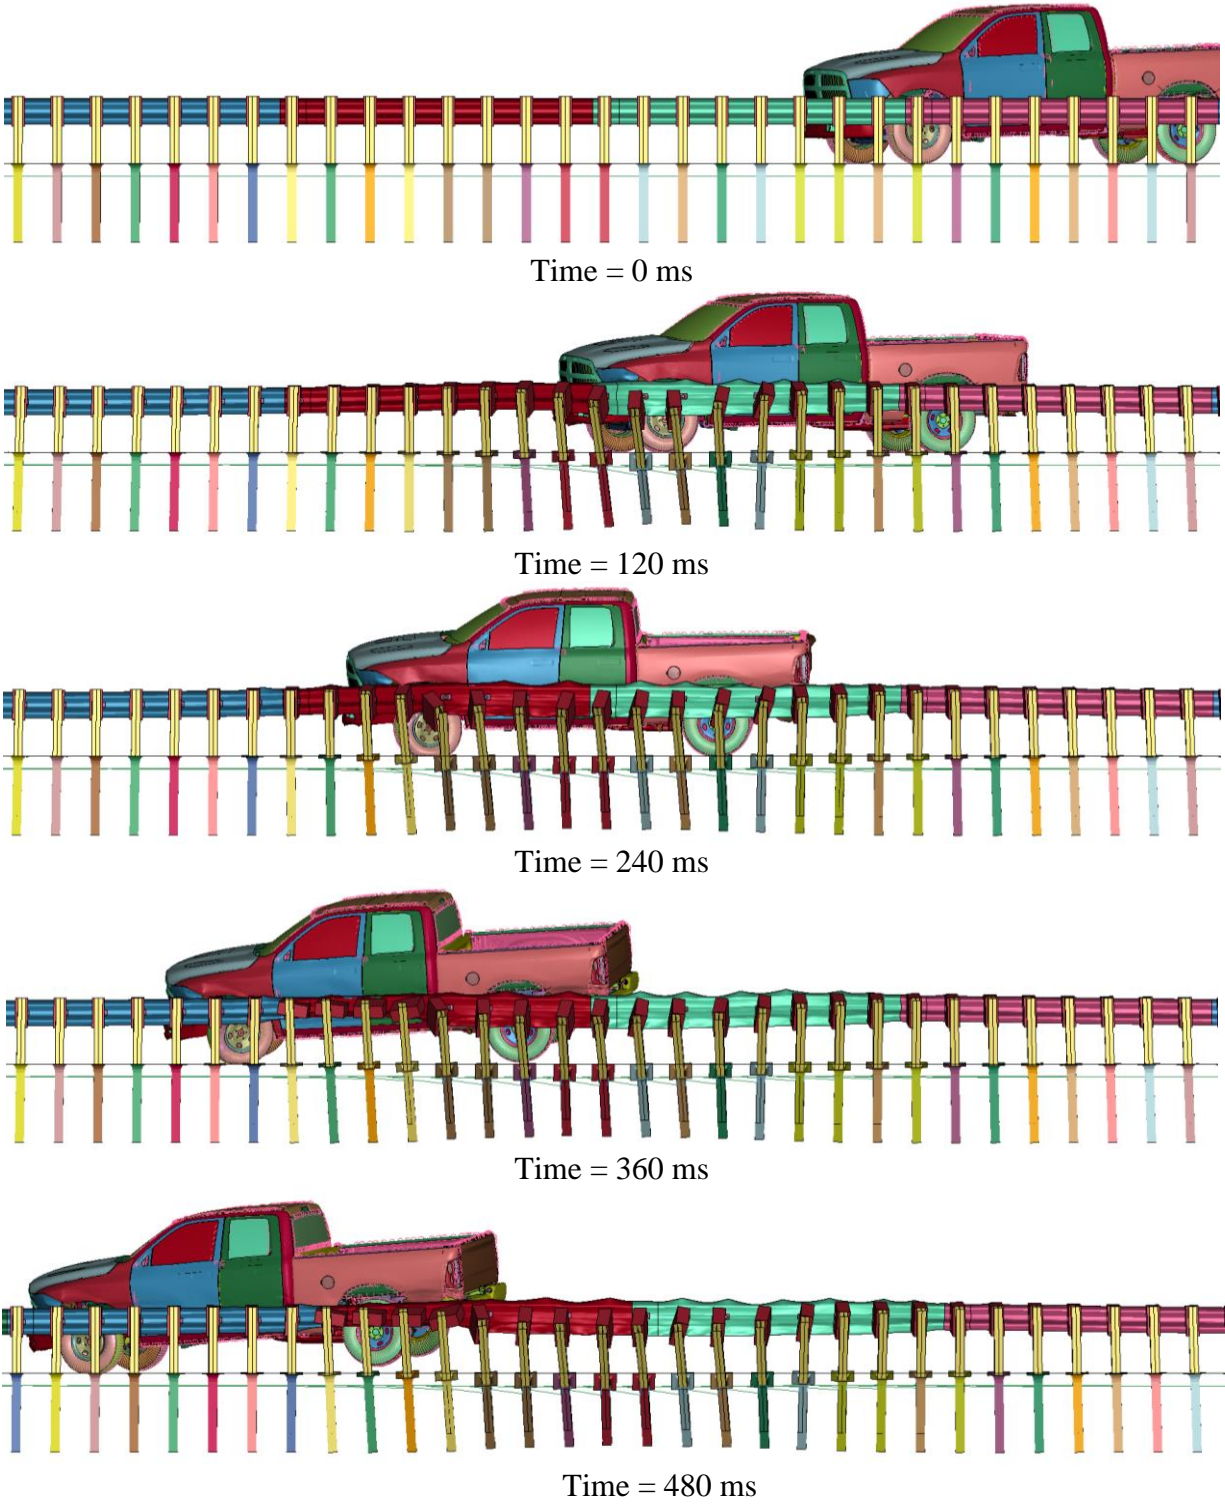 Time = 0 ms
Time = 120 ms
Time = 240 ms
Time = 360 ms
Time = 480 ms